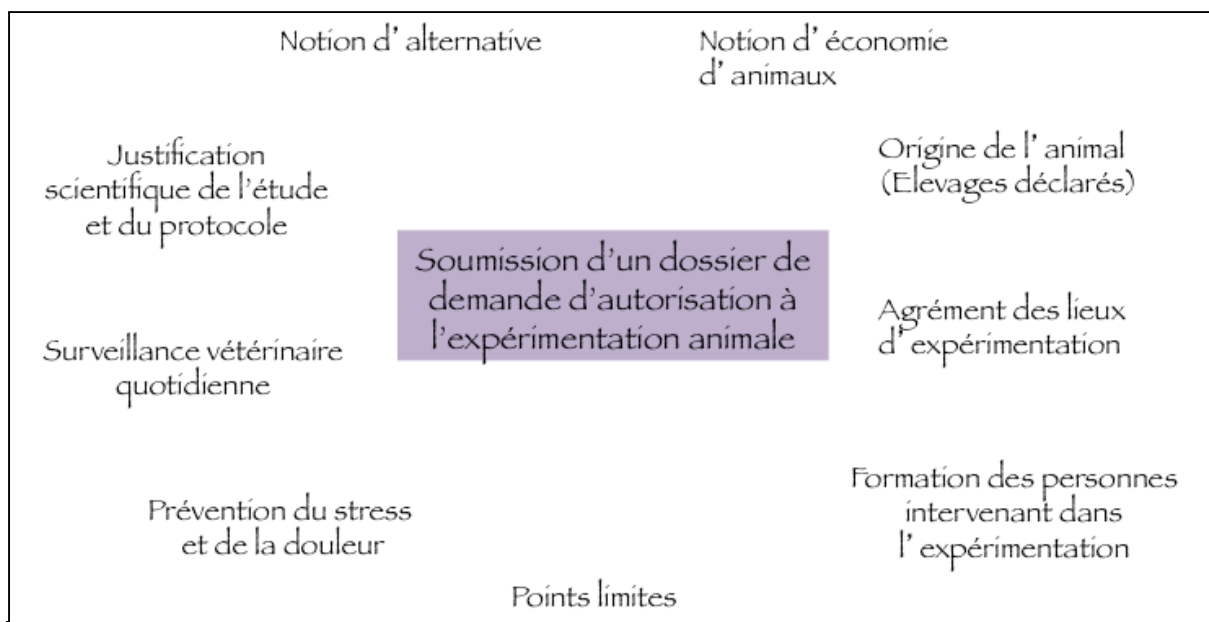 Notion d’ alternative
Notion d’ économie
d’ animaux
Justification
scientifique de l’étude
et du protocole
Origine de l’ animal
(Elevages déclarés)
Soumission d’un dossier de
demande d’autorisation à
l’expérimentation animale
Surveillance vétérinaire
quotidienne
Agrément des lieux
d’ expérimentation
Prévention du stress
et de la douleur
Formation des personnes
intervenant dans
l’ expérimentation
Points limites